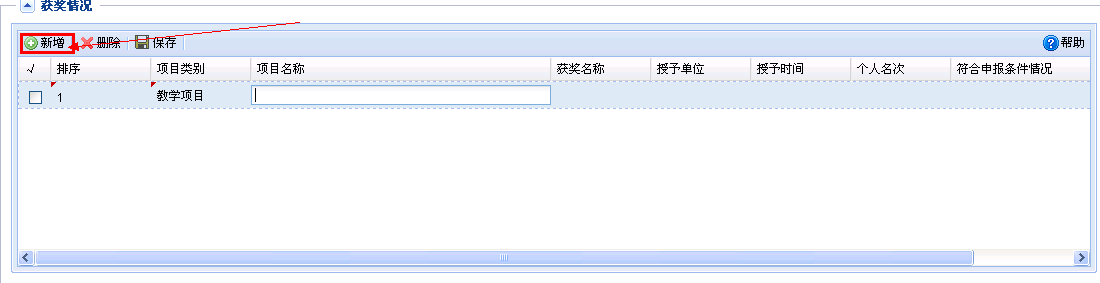 获奖情况
新增 删除 保存 帮助
√ 排序 项目类别 项目名称 获奖名称 授予单位 授予时间 个人名次 符合申报条件情况
1 教学项目